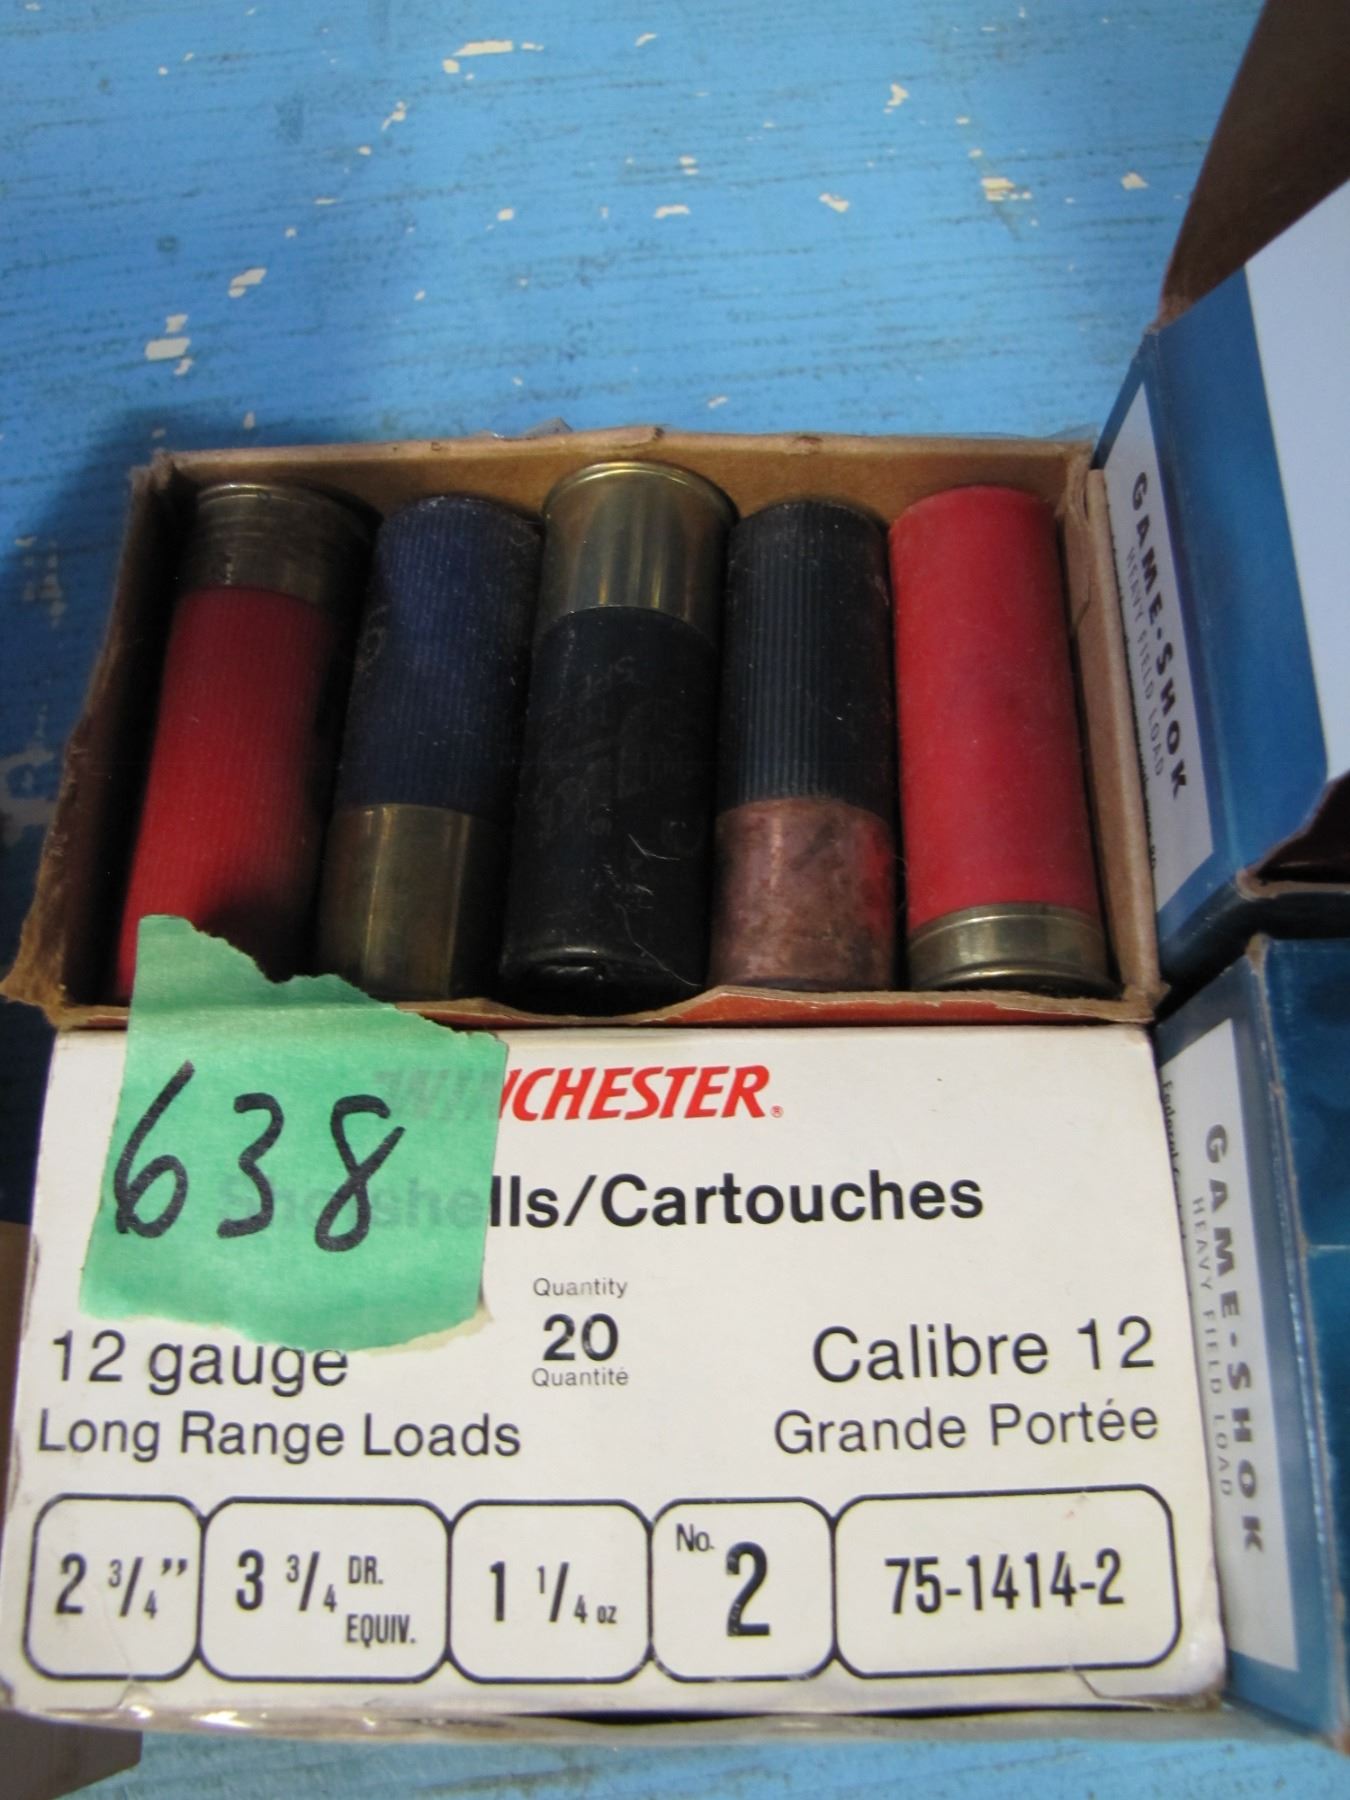 GAME•SHOK
HEAVY FIELD LOAD
638
WINCHESTER®
Shotshells/Cartouches
Quantity
20
Quantité
12 gauge
Calibre 12
Long Range Loads
Grande Portée
2 3/4”
3 3/4 DR. EQUIV.
1 1/4 oz
No. 2
75-1414-2
GAME•SHOK
HEAVY FIELD LOAD